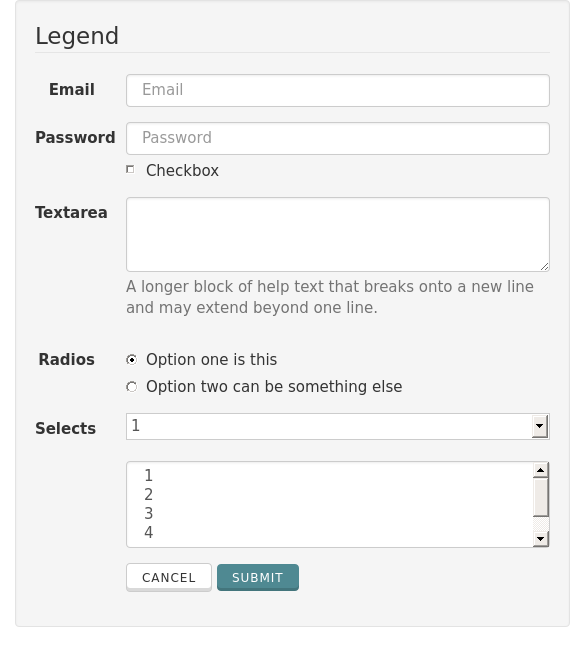 Legend
Email Email
Password Password
Checkbox
Textarea
A longer block of help text that breaks onto a new line
and may extend beyond one line.
Radios Option one is this
Option two can be something else
Selects 1
1
2
3
4
CANCEL SUBMIT